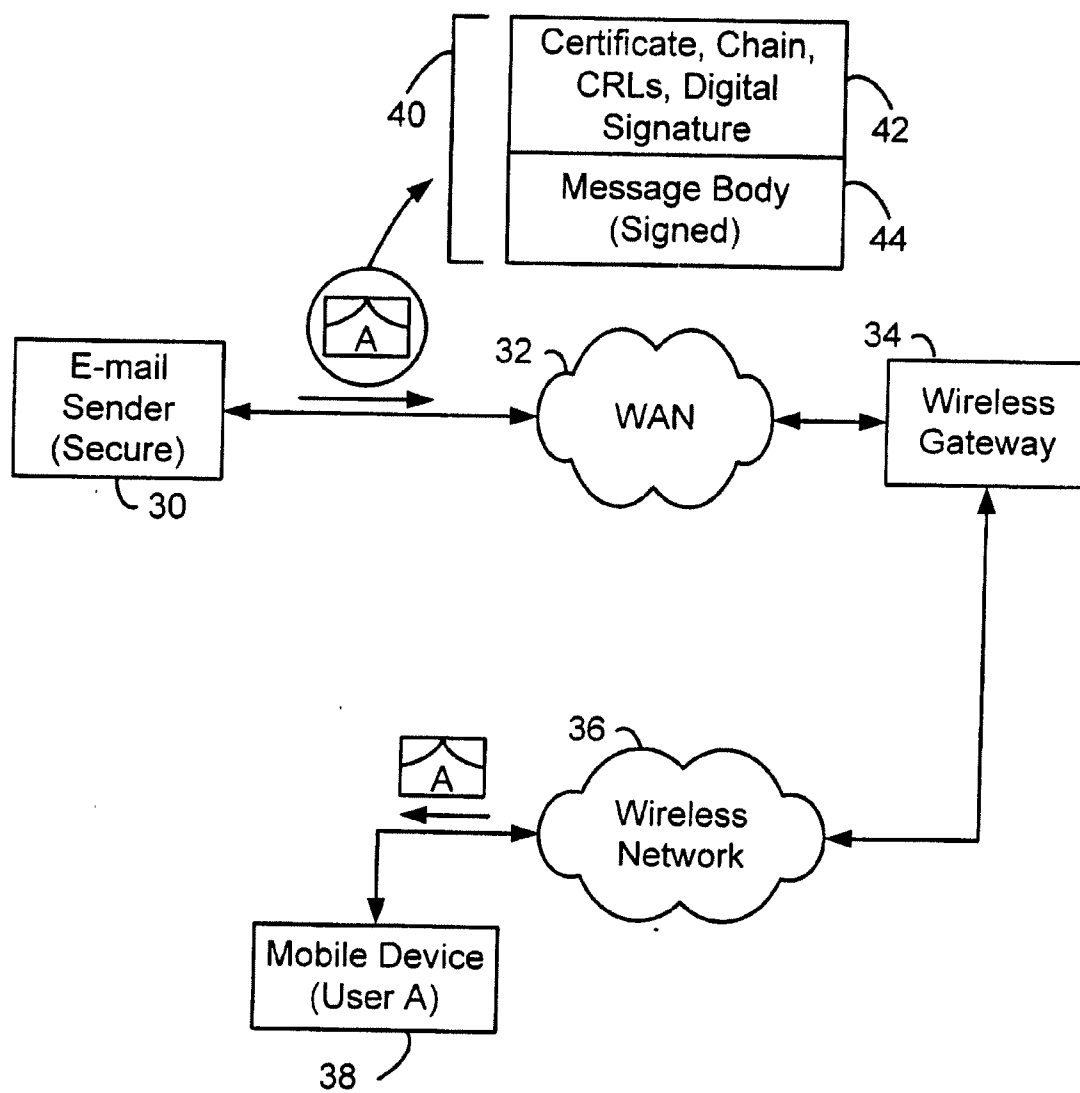 Certificate, Chain,
CRLs, Digital
Signature
40
42
Message Body
(Signed)
44
A
E-mail
Sender
(Secure)
30
32
WAN
34
Wireless
Gateway
36
A
Wireless
Network
Mobile Device
(User A)
38